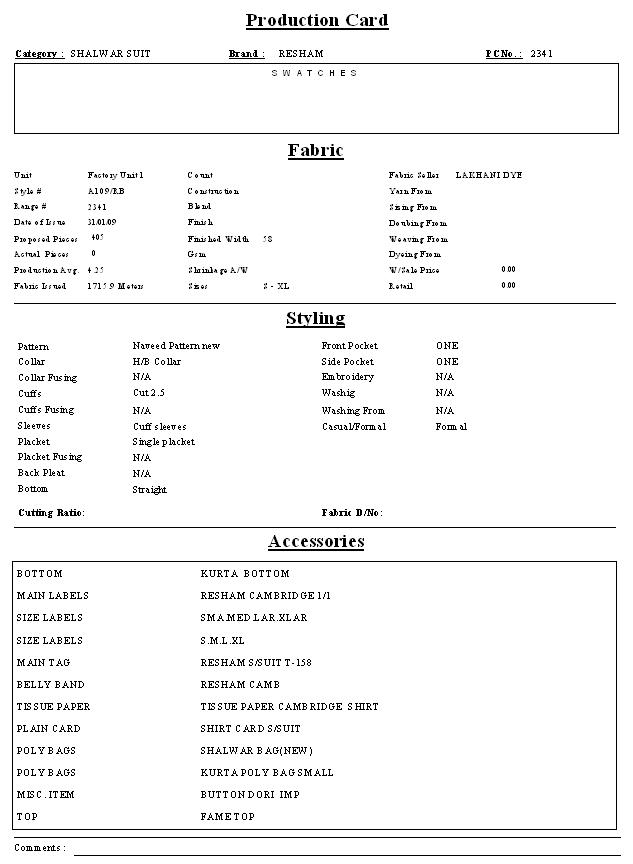 Production Card
Category : SHALWAR SUIT Brand : RESHAM PCNo. : 2341
SWATCHES
Fabric
Unit Factory Unit 1 Count Fabric Seller LAKHANI DYE
Style # A109/RB Construction Yarn From
Range # 2341 Blend Sizing From
Date of Issue 31.01.09 Finish Doubing From
Proposed Pieces 405 Finished Width 58 Weaving From
Actual Pieces 0 Gsm Dyeing From
Production Avg. 4.25 Shrinkage A/W W/Sale Price 0.00
Fabric Issued 1715.9 Meters Sizes S - XL Retail 0.00
Styling
Pattern Naveed Pattern new Front Pocket ONE
Collar H/B Collar Side Pocket ONE
Collar Fusing N/A Embroidery N/A
Cuffs Cut 2.5 Washig N/A
Cuffs Fusing N/A Washing From N/A
Sleeves Cuff sleeves Casual/Formal Formal
Placket Single placket
Placket Fusing N/A
Back Pleat N/A
Bottom Straight
Cutting Ratio: Fabric D/No:
Accessories
BOTTOM KURTA BOTTOM
MAIN LABELS RESHAM CAMBRIDGE 1/1
SIZE LABELS SMA.MED LAR.XLAR
SIZE LABELS S.M.L.XL
MAIN TAG RESHAM S/SUIT T-158
BELLY BAND RESHAM CAMB
TISSUE PAPER TISSUE PAPER CAMBRIDGE SHIRT
PLAIN CARD SHIRT CARD S/SUIT
POLY BAGS SHALWAR BAG(NEW)
POLY BAGS KURTA POLY BAG SMALL
MISC. ITEM BUTTON DORI IMP
TOP FAME TOP
Comments :